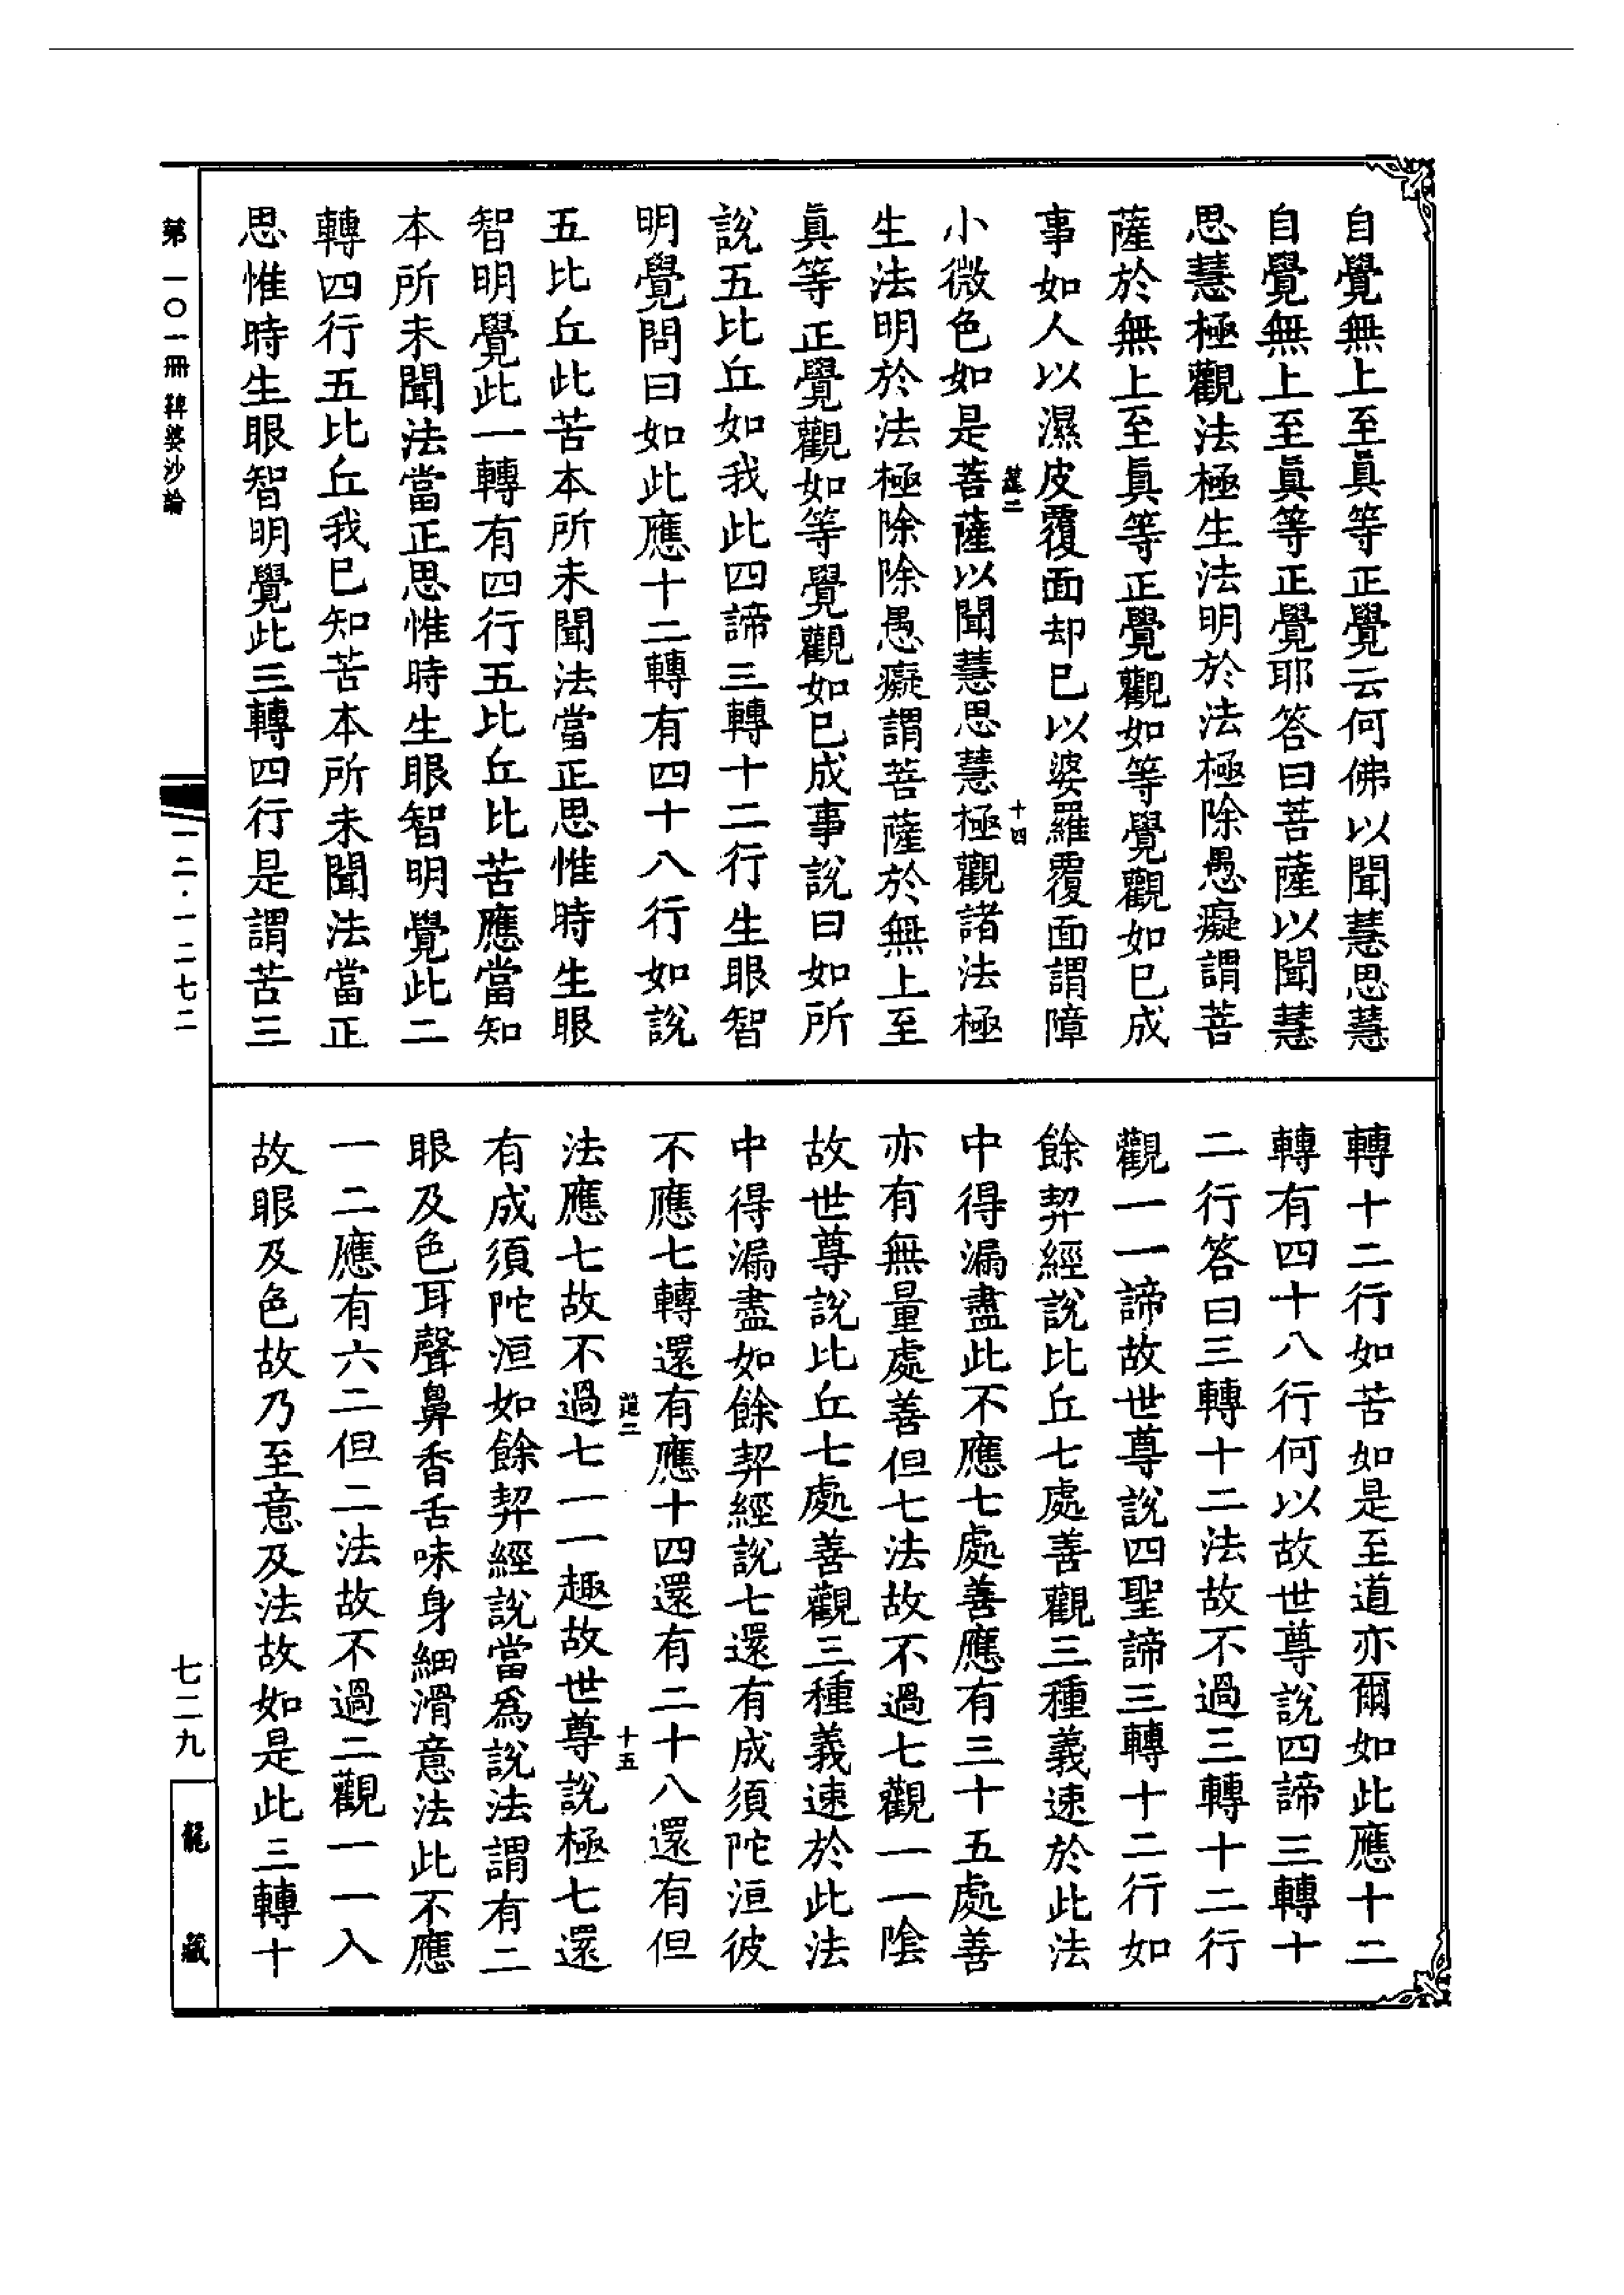 自覺無上至眞等正覺云何佛以聞慧思慧
自覺無上至眞等正覺耶答曰菩薩以聞慧
思慧極觀法極生法明於法極除愚癡謂菩
薩於無上至眞等正覺觀如等覺觀如已成
事如人以濕皮覆面却已以婆羅覆面謂障
十四
小微色如是菩薩以聞慧思慧極觀諸法極
生法明於法極除除愚癡謂菩薩於無上至
眞等正覺觀如等覺觀如已成事說曰如所
說五比丘如我此四諦三轉十二行生眼智
明覺問曰如此應十二轉有四十八行如說
五比丘此苦本所未聞法當正思惟時生眼
智明覺此一轉有四行五比丘比苦應當知
本所未聞法當正思惟時生眼智明覺此二
轉四行五比丘我已知苦本所未聞法當正
思惟時生眼智明覺此三轉四行是謂苦三
轉十二行如苦如是至道亦爾如此應十二
轉有四十八行何以故世尊說四諦三轉十
二行答曰三轉十二法故不過三轉十二行
觀一一諦故世尊說四聖諦三轉十二行如
餘契經說比丘七處善觀三種義速於此法
中得漏盡此不應七處善應有三十五處善
亦有無量處善但七法故不過七觀一一陰
故世尊說比丘七處善觀三種義速於此法
中得漏盡如餘契經說七還有成須陀洹彼
不應七轉還有應十四還有二十八還有但
十五
法應七故不過七一一趣故世尊說極七還
有成須陀洹如餘契經說當爲說法謂有二
眼及色耳聲鼻香舌味身細滑意法此不應
一二應有六二但二法故不過二觀一一入
故眼及色故乃至意及法故如是此三轉十
第一〇一冊 鞞婆沙論
一二·一二七二
七二九
龍藏